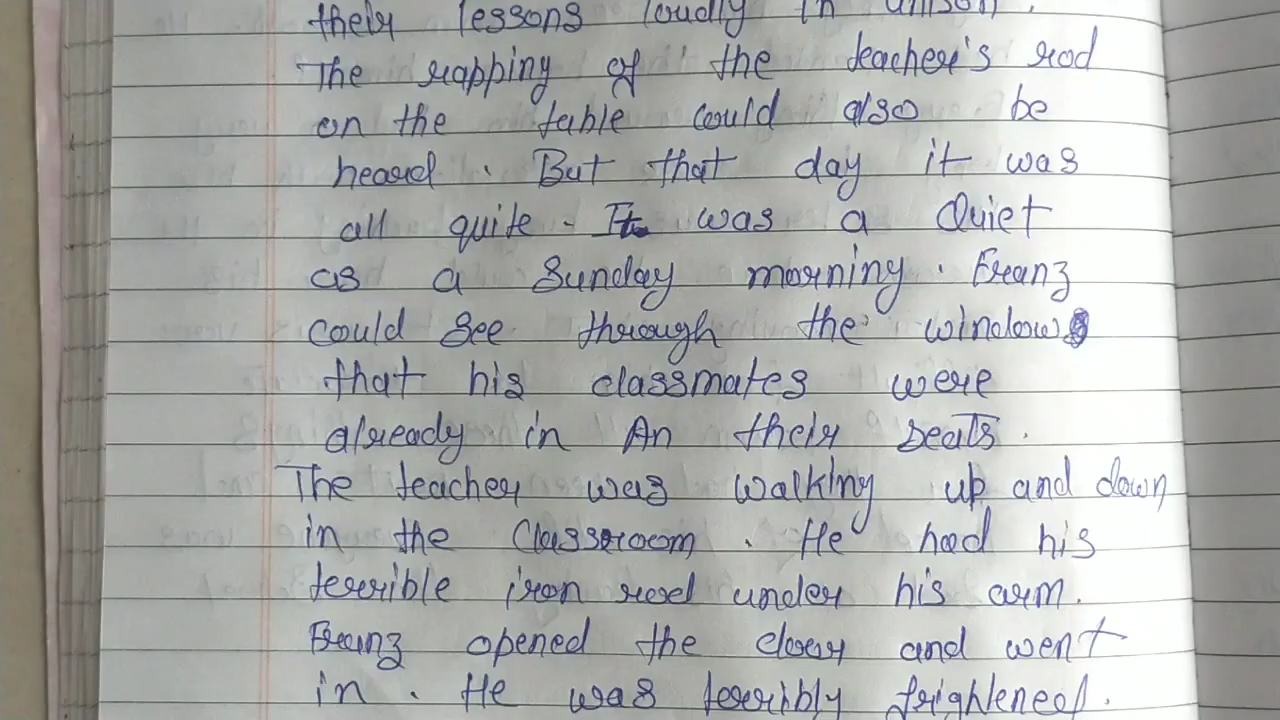 their lessons loudly in unison.
The rapping of the teacher's rod
on the table could also be
heard. But that day it was
all quite. It was a Quiet
as a Sunday morning. Franz
could see through the window
that his classmates were
already in An their seats.
The teacher was walking up and down
in the Classroom. He had his
terrible iron rod under his arm.
Franz opened the door and went
in. He was terribly frightened.